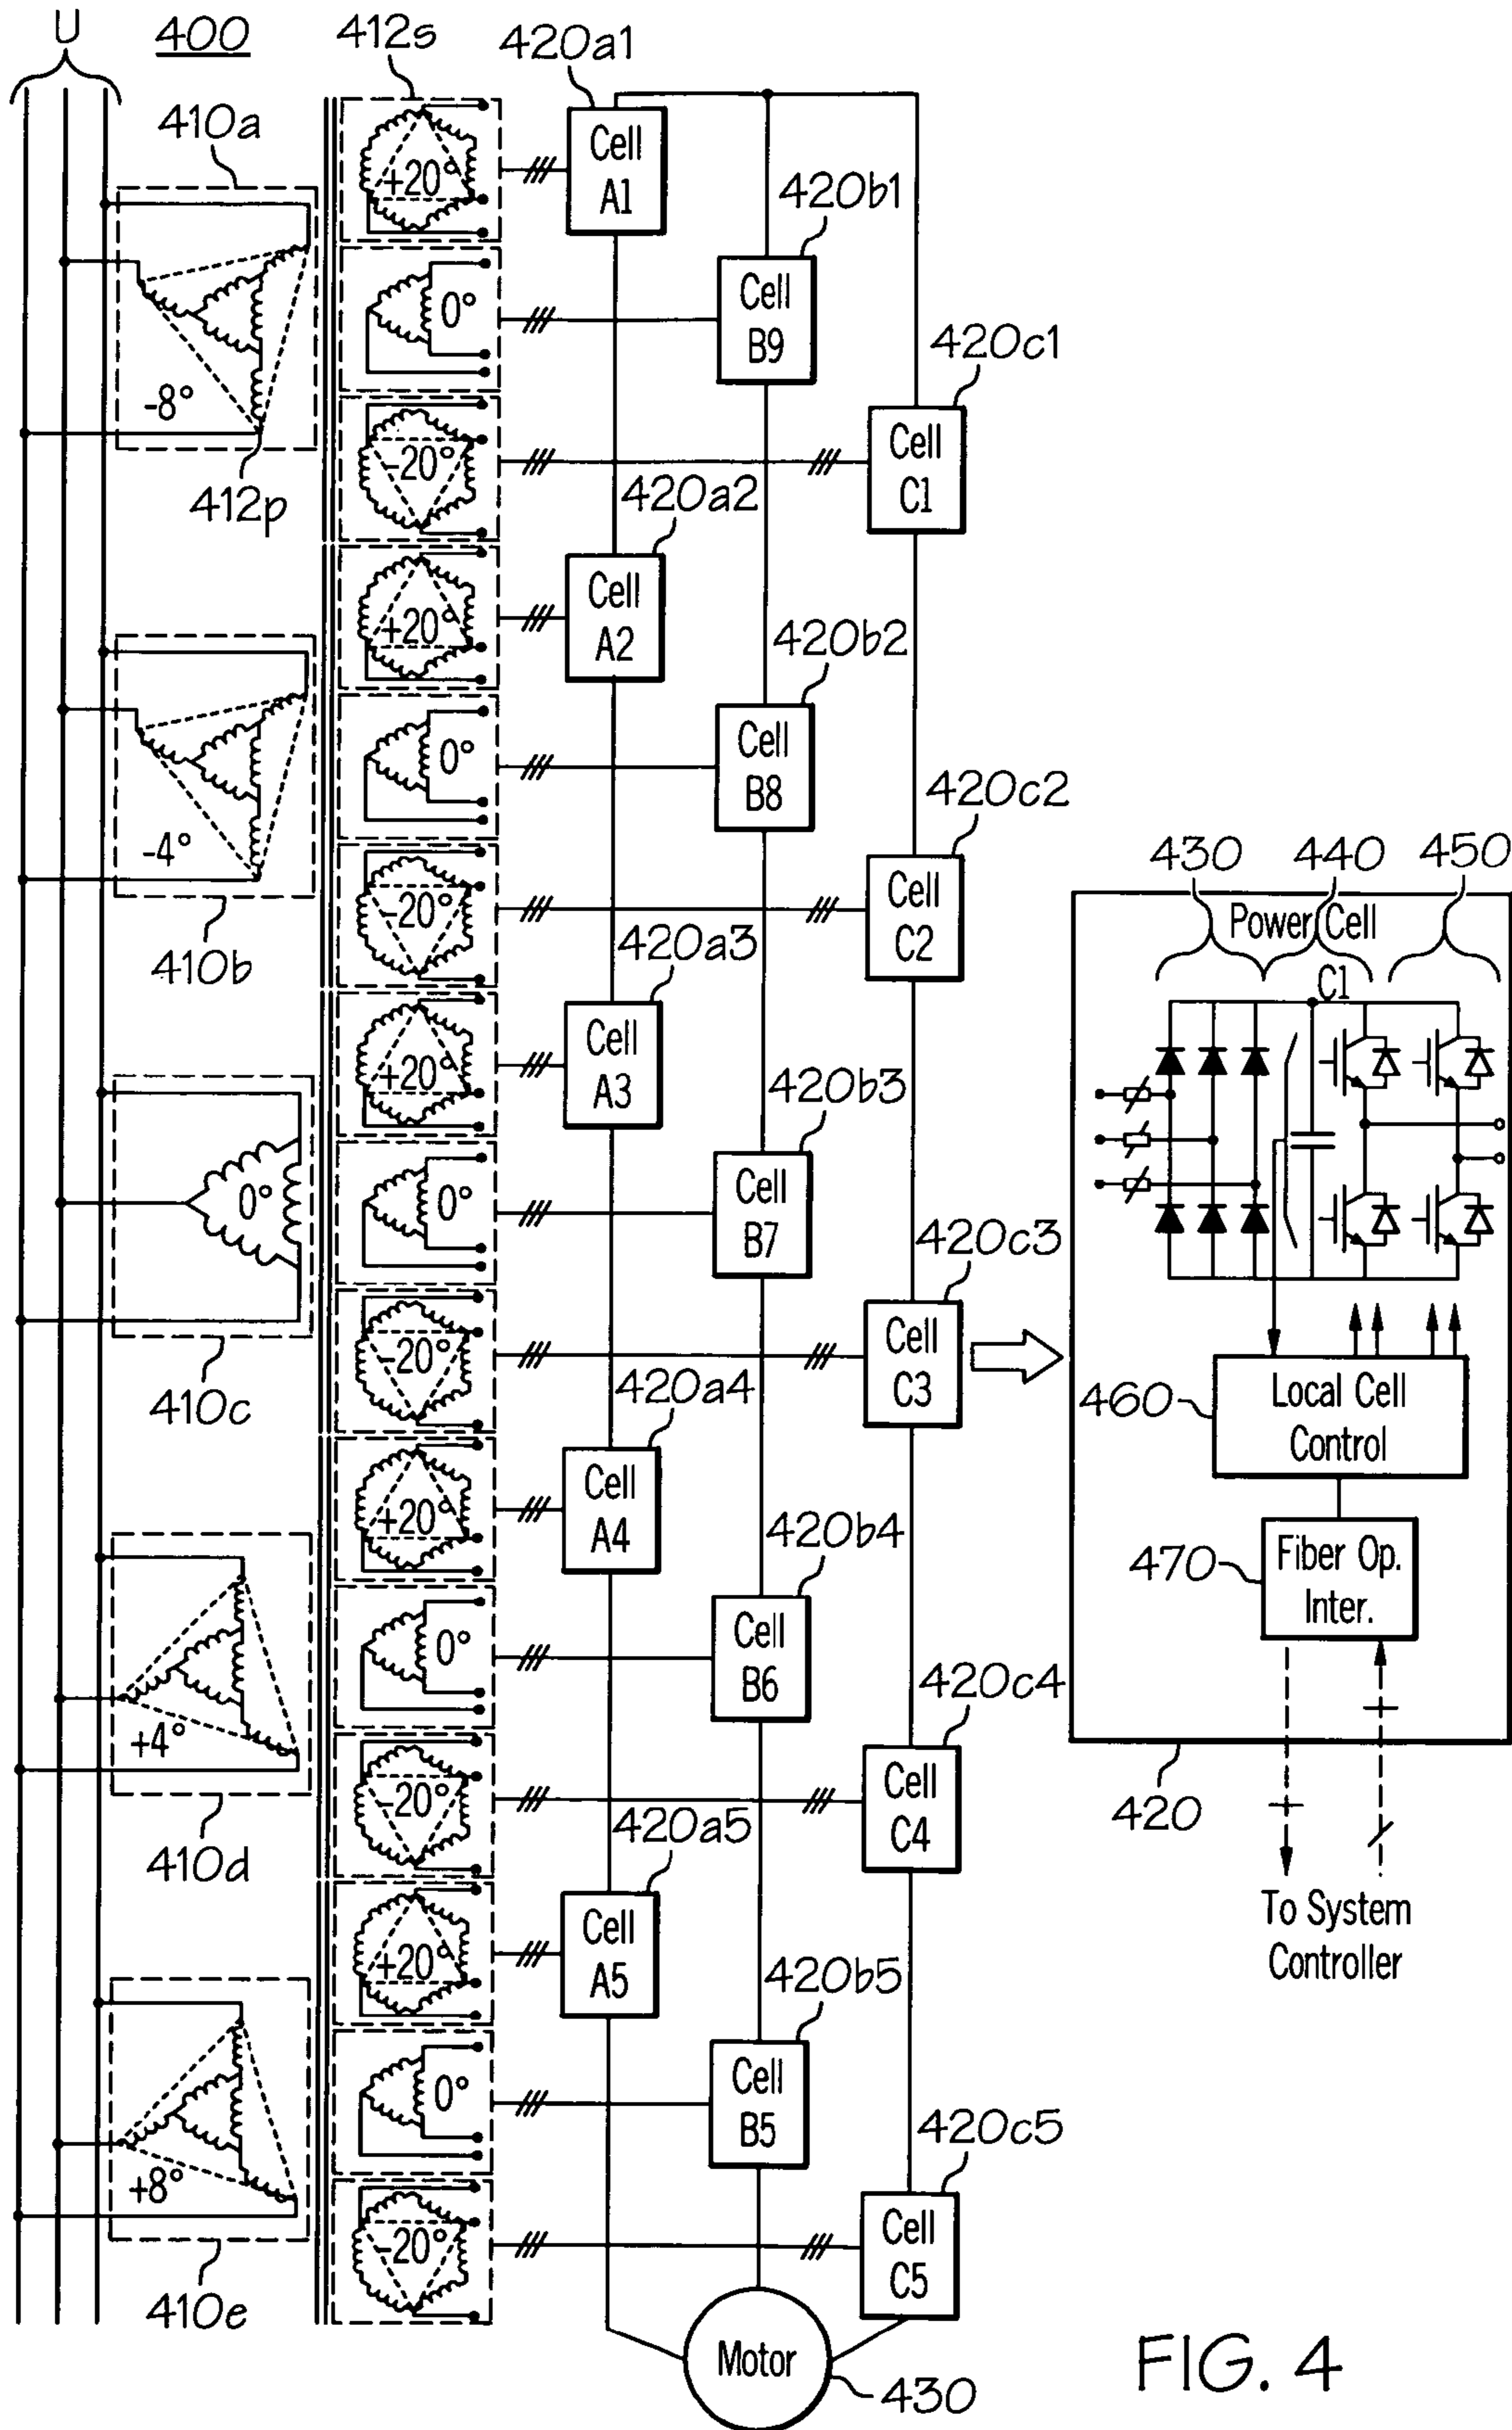 U
400
412s
420a1
410a
+20°
Cell
A1
420b1
0°
Cell
B9
420c1
-8°
-20°
Cell
C1
412p
420a2
+20°
Cell
A2
420b2
0°
Cell
B8
420c2
-4°
-20°
Cell
C2
410b
420a3
+20°
Cell
A3
420b3
0°
0°
Cell
B7
420c3
-20°
Cell
C3
410c
420a4
+20°
Cell
A4
420b4
0°
Cell
B6
420c4
+4°
-20°
Cell
C4
410d
420a5
+20°
Cell
A5
420b5
0°
Cell
B5
420c5
+8°
-20°
Cell
C5
410e
Motor
430
430
440
450
Power Cell
C1
460
Local Cell
Control
470
Fiber Op.
Inter.
420
To System
Controller
FIG. 4